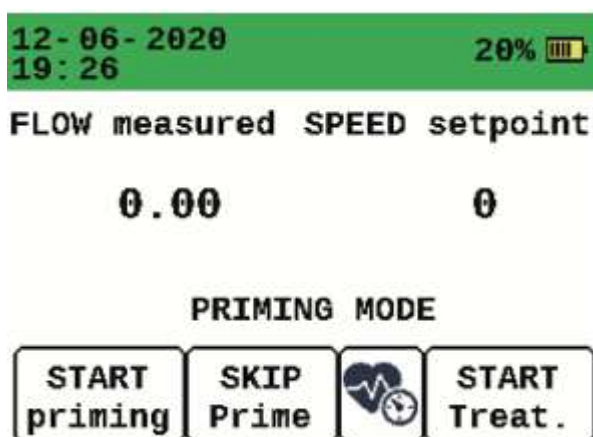 12-06-2020
19:26
20%
FLOW measured SPEED setpoint
0.00 0
PRIMING MODE
START priming
SKIP Prime
START Treat.